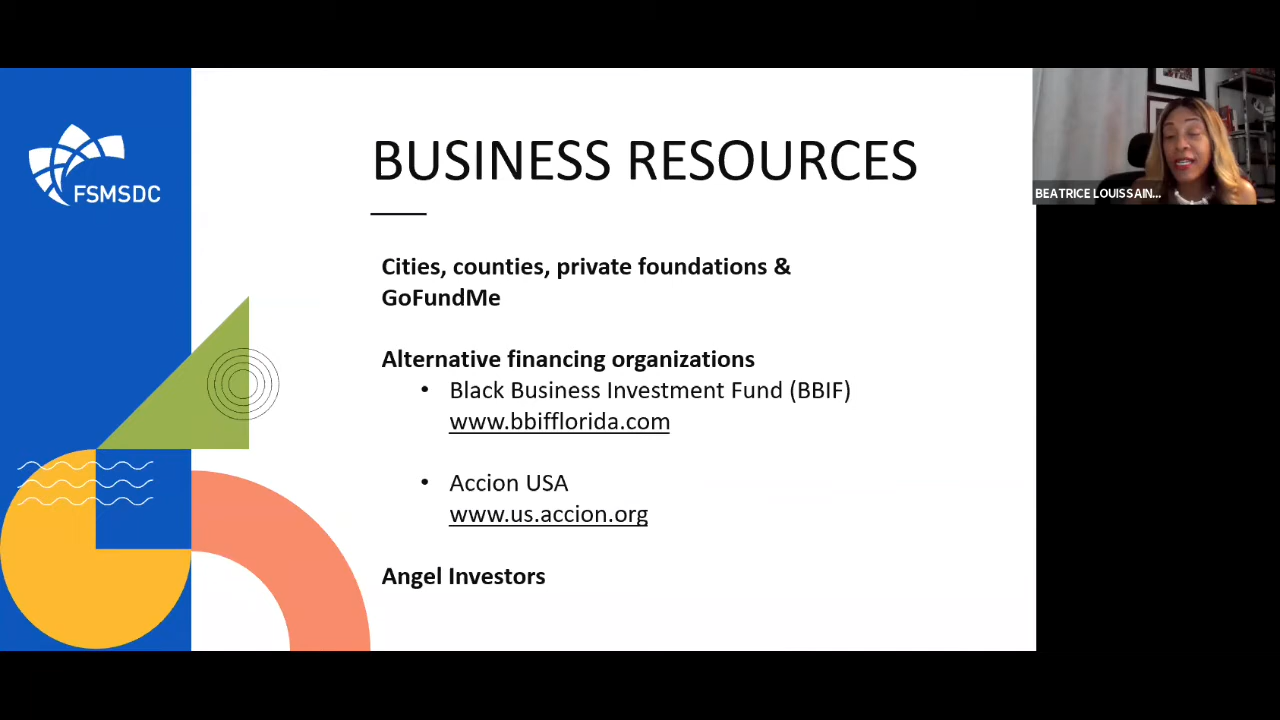 FSMSDC
BUSINESS RESOURCES
Cities, counties, private foundations &
GoFundMe
Alternative financing organizations
• Black Business Investment Fund (BBIF)
www.bbifflorida.com
• Accion USA
www.us.accion.org
Angel Investors
BEATRICE LOUISSAIN...